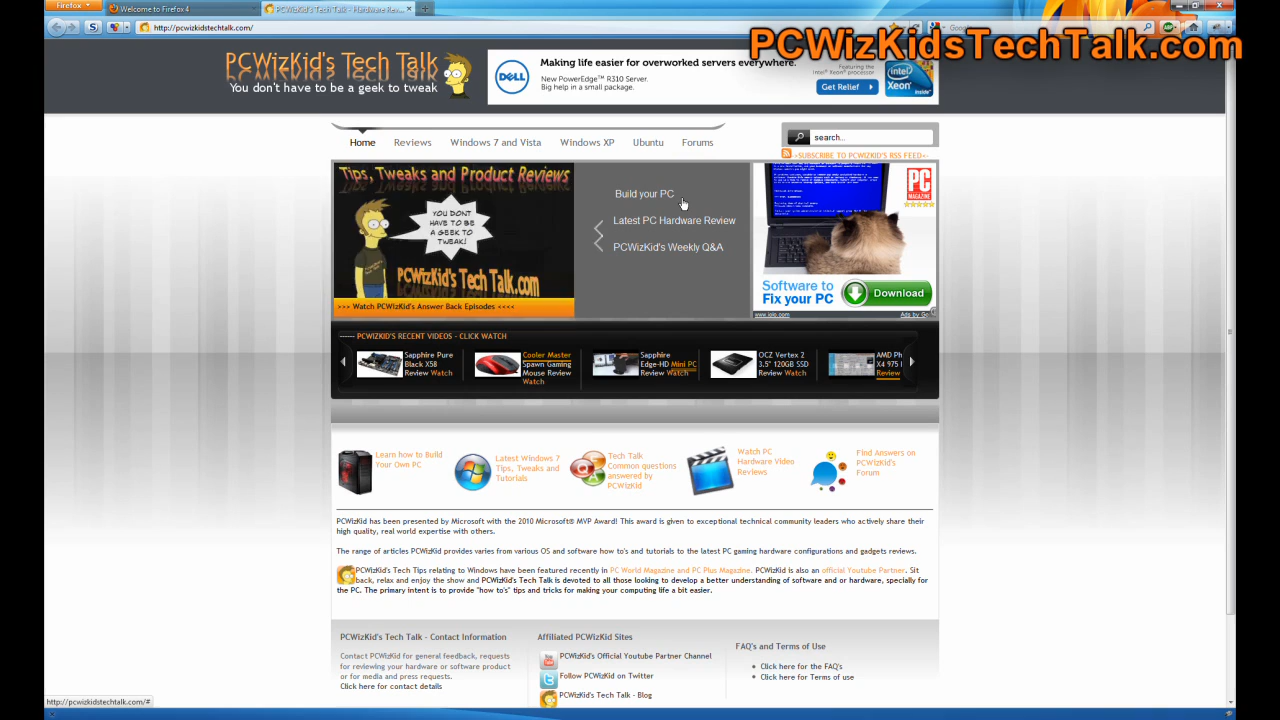 Firefox
Welcome to Firefox 4
PCWizKid's Tech Talk - Hardware Rev...
http://pcwizkidstechtalk.com/
Google
PCWizKidsTechTalk.com
PCWizKid's Tech Talk
You don't have to be a geek to tweak
DELL
Making life easier for overworked servers everywhere.
New PowerEdge™ R310 Server.
Big help in a small package.
Featuring the
Intel® Xeon® processor
Get Relief
intel
Xeon
inside™
Home
Reviews
Windows 7 and Vista
Windows XP
Ubuntu
Forums
search...
-=SUBSCRIBE TO PCWIZKID'S RSS FEED=-
Tips, Tweaks and Product Reviews
YOU DONT
HAVE TO BE
A GEEK TO
TWEAK!
PCWizKid's Tech Talk.com
>>> Watch PCWizKid's Answer Back Episodes <<<<
Build your PC
Latest PC Hardware Review
PCWizKid's Weekly Q&A
PC
MAGAZINE
Software to
Fix your PC
Download
www.iolo.com
Ads by Go
------ PCWIZKID'S RECENT VIDEOS - CLICK WATCH
Sapphire Pure
Black X58
Review Watch
Cooler Master
Spawn Gaming
Mouse Review
Watch
Sapphire
Edge-HD Mini PC
Review Watch
OCZ Vertex 2
3.5" 120GB SSD
Review Watch
AMD Ph
X4 975 I
Review
Learn how to Build
Your Own PC
Latest Windows 7
Tips, Tweaks and
Tutorials
Tech Talk
Common questions
answered by
PCWizKid
Watch PC
Hardware Video
Reviews
Find Answers on
PCWizKid's
Forum
PCWizKid has been presented by Microsoft with the 2010 Microsoft® MVP Award! This award is given to exceptional technical community leaders who actively share their
high quality, real world expertise with others.
The range of articles PCWizKid provides varies from various OS and software how to's and tutorials to the latest PC gaming hardware configurations and gadgets reviews.
PCWizKid's Tech Tips relating to Windows have been featured recently in PC World Magazine and PC Plus Magazine. PCWizKid is also an official Youtube Partner. Sit
back, relax and enjoy the show and PCWizKid's Tech Talk is devoted to all those looking to develop a better understanding of software and or hardware, specially for
the PC. The primary intent is to provide "how to's" tips and tricks for making your computing life a bit easier.
PCWizKid's Tech Talk - Contact Information
Contact PCWizKid for general feedback, requests
for reviewing your hardware or software product
or for media and press requests.
Click here for contact details
Affiliated PCWizKid Sites
PCWizKid's Official Youtube Partner Channel
Follow PCWizKid on Twitter
PCWizKid's Tech Talk - Blog
FAQ's and Terms of Use
Click here for the FAQ's
Click here for Terms of use
http://pcwizkidstechtalk.com/#